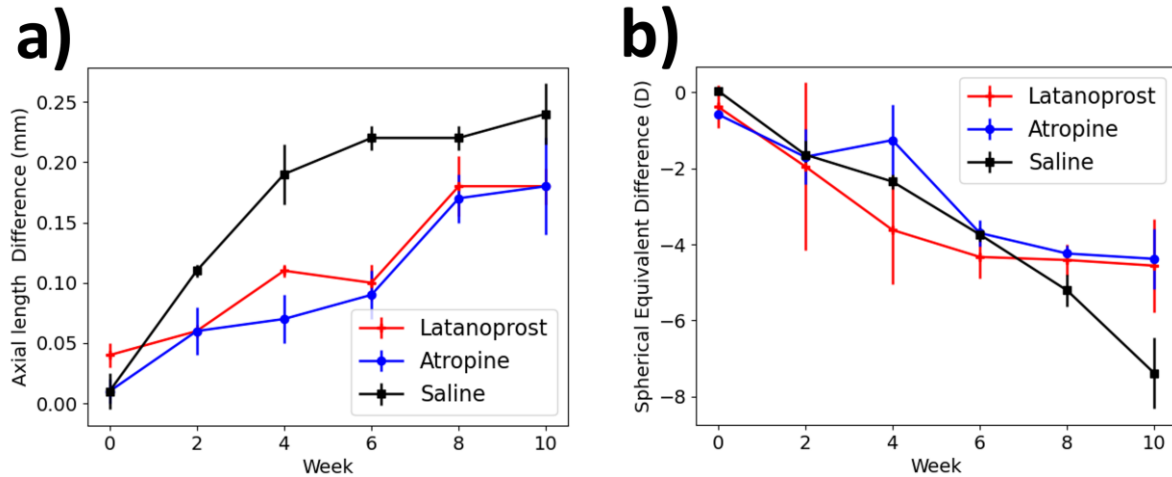 a)
Axial length Difference (mm)
0.25
0.20
0.15
0.10
0.05
0.00
Latanoprost
Atropine
Saline
0 2 4 6 8 10
Week
b)
Spherical Equivalent Difference (D)
0
−2
−4
−6
−8
Latanoprost
Atropine
Saline
0 2 4 6 8 10
Week